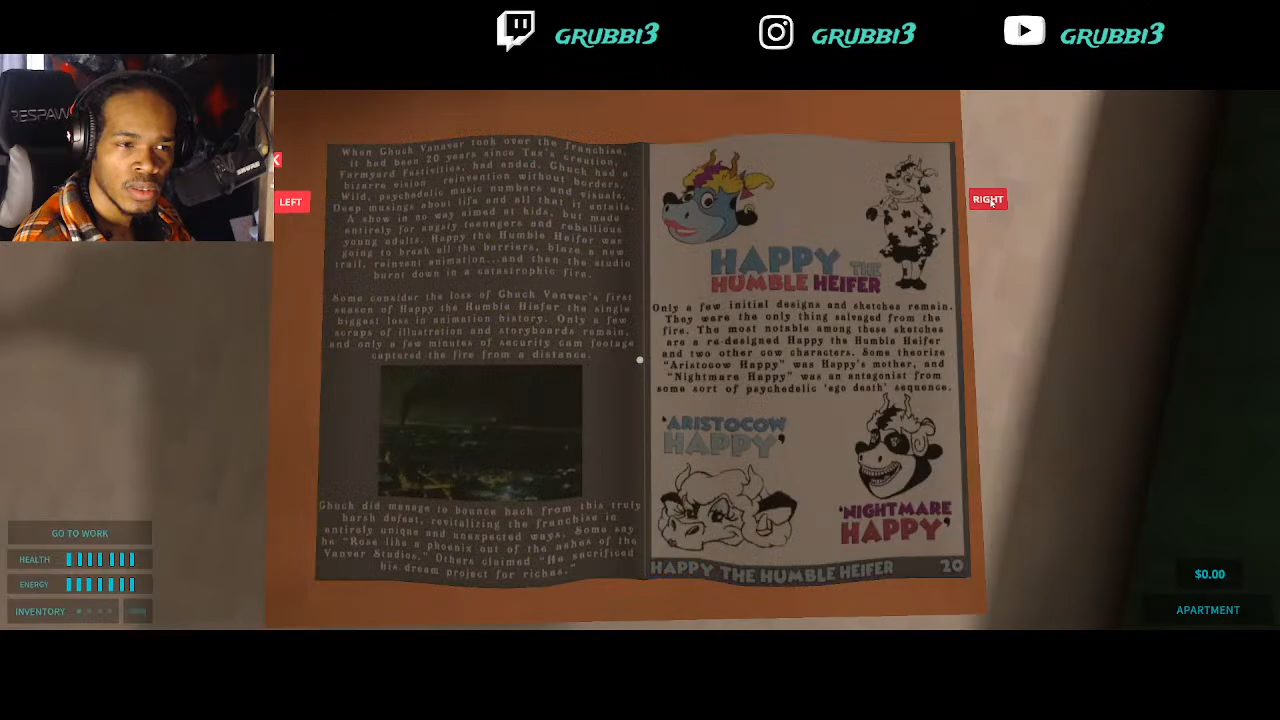 GRUBBI3
GRUBBI3
GRUBBI3
RESPAW
LEFT
RIGHT
When Ghuck Vanaver took over the franchise,
it had been 20 years since Tex's creation,
Farmyard Festivities, had ended. Ghuck had a
bizarre vision reinvention without borders.
Wild, psychedelic music numbers and visuals.
Deep musings about life and all that it entails.
A show in no way aimed at kids, but made
entirely for angsty teenagers and rebellious
young adults. Happy the Humble Heifer was
going to break all the barriers, blaze a new
trail, reinvent animation...and then the studio
burnt down in a catastrophic fire.
Some consider the loss of Ghuck Vanver's first
season of Happy the Humble Hiefer the single
biggest loss in animation history. Only a few
scraps of illustration and storyboards remain,
and only a few minutes of security cam footage
captured the fire from a distance.
Ghuck did manage to bounce back from this truly
harsh defeat, revitalizing the franchise in
entirely unique and unexpected ways. Some say
he "Rose like a phoenix out of the ashes of the
Vanver Studios." Others claimed "He sacrificed
his dream project for riches."
HAPPY THE
HUMBLE HEIFER
Only a few initial designs and sketches remain.
They were the only thing salvaged from the
fire. The most notable among these sketches
are a re-designed Happy the Humble Heifer
and two other cow characters. Some theorize
"Aristocow Happy" was Happy's mother, and
"Nightmare Happy" was an antagonist from
some sort of psychedelic 'ego death' sequence.
'ARISTOCOW
HAPPY'
'NIGHTMARE
HAPPY'
HAPPY THE HUMBLE HEIFER 20
GO TO WORK
HEALTH
ENERGY
INVENTORY
$0.00
APARTMENT